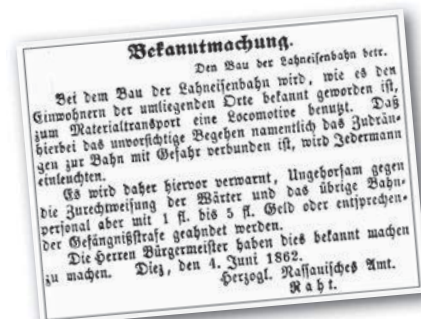 Bekanntmachung.
Den Bau der Lahneisenbahn betr.
Bei dem Bau der Lahneisenbahn wird, wie es den
Einwohnern der umliegenden Orte bekannt geworden ist,
zum Materialtransport eine Locomotive benutzt. Daß
hierbei das unvorsichtige Begehen namentlich das Zudrän-
gen zur Bahn mit Gefahr verbunden ist, wird Jedermann
einleuchten.
Es wird daher hiervor verwarnt, Ungehorsam gegen
die Zurechtweisung der Wärter und das übrige Bahn-
personal aber mit 1 fl. bis 5 fl. Geld oder entsprechen-
der Gefängnißstrafe geahndet werden.
Die Herren Bürgermeister haben dies bekannt machen
zu machen. Diez, den 4. Juni 1862.
Herzogl. Nassauisches Amt.
Raht.